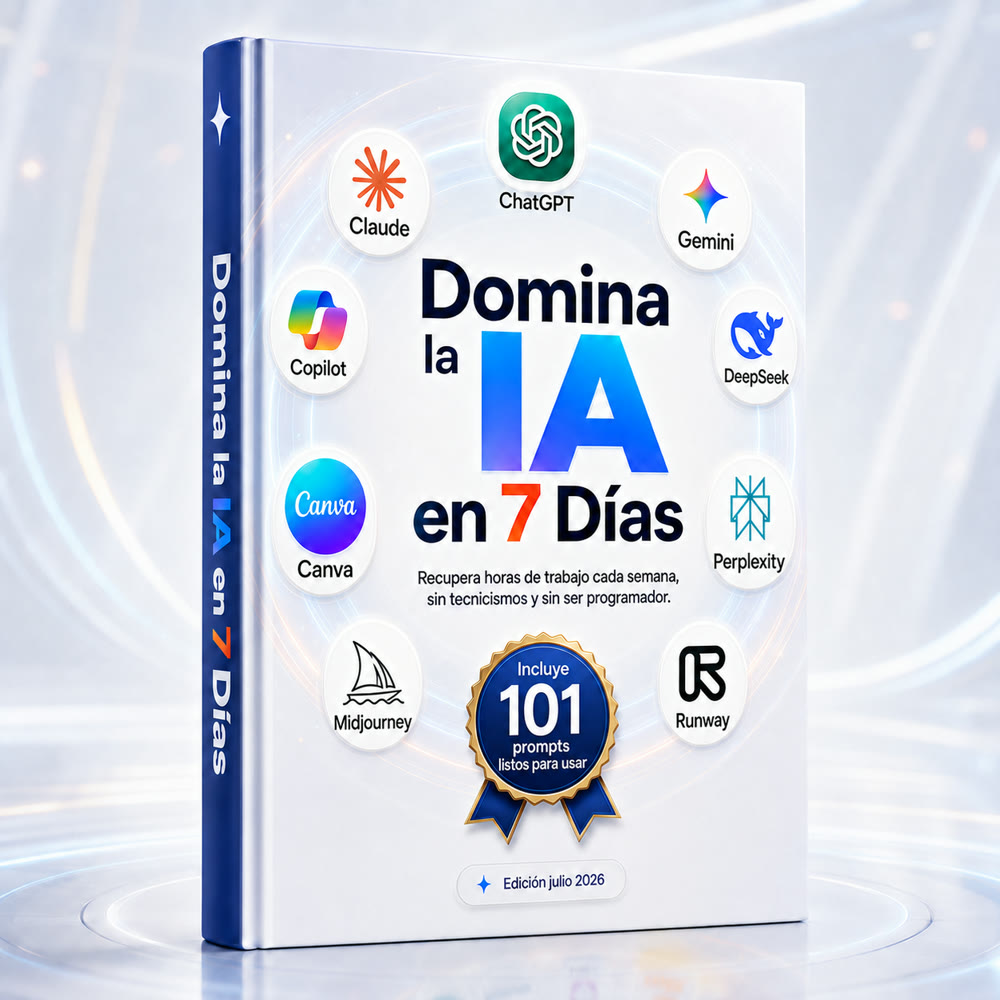 Domina la IA en 7 Días
ChatGPT
Claude
Gemini
Copilot
DeepSeek
Canva
Canva
Perplexity
Midjourney
Runway
Domina
la IA
en 7 Días
Recupera horas de trabajo cada semana,
sin tecnicismos y sin ser programador.
Incluye
101
prompts
listos para usar
Edición julio 2026